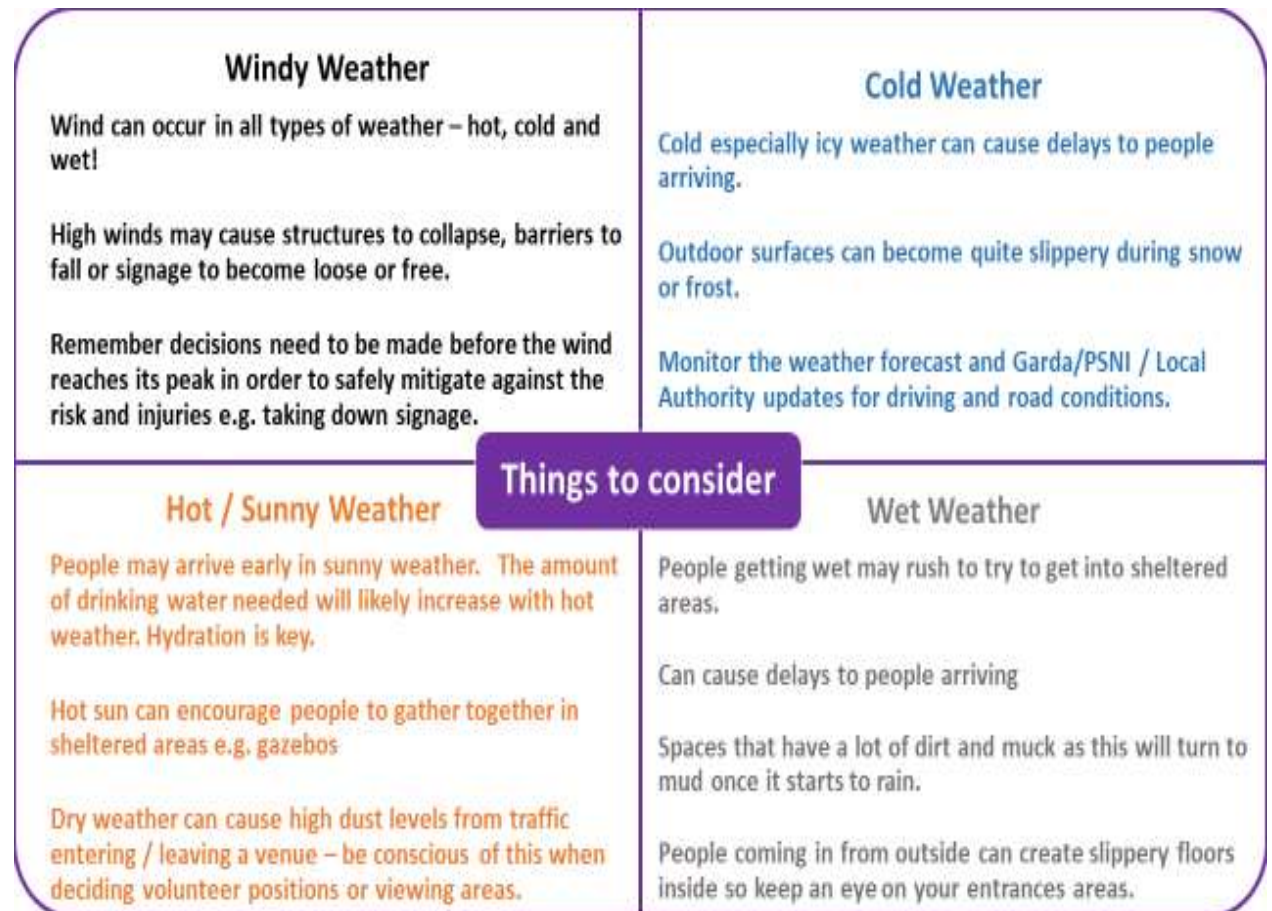 Windy Weather
Wind can occur in all types of weather – hot, cold and
wet!
High winds may cause structures to collapse, barriers to
fall or signage to become loose or free.
Remember decisions need to be made before the wind
reaches its peak in order to safely mitigate against the
risk and injuries e.g. taking down signage.
Cold Weather
Cold especially icy weather can cause delays to people
arriving.
Outdoor surfaces can become quite slippery during snow
or frost.
Monitor the weather forecast and Garda/PSNI / Local
Authority updates for driving and road conditions.
Things to consider
Hot / Sunny Weather
People may arrive early in sunny weather. The amount
of drinking water needed will likely increase with hot
weather. Hydration is key.
Hot sun can encourage people to gather together in
sheltered areas e.g. gazebos
Dry weather can cause high dust levels from traffic
entering / leaving a venue – be conscious of this when
deciding volunteer positions or viewing areas.
Wet Weather
People getting wet may rush to try to get into sheltered
areas.
Can cause delays to people arriving
Spaces that have a lot of dirt and muck as this will turn to
mud once it starts to rain.
People coming in from outside can create slippery floors
inside so keep an eye on your entrances areas.